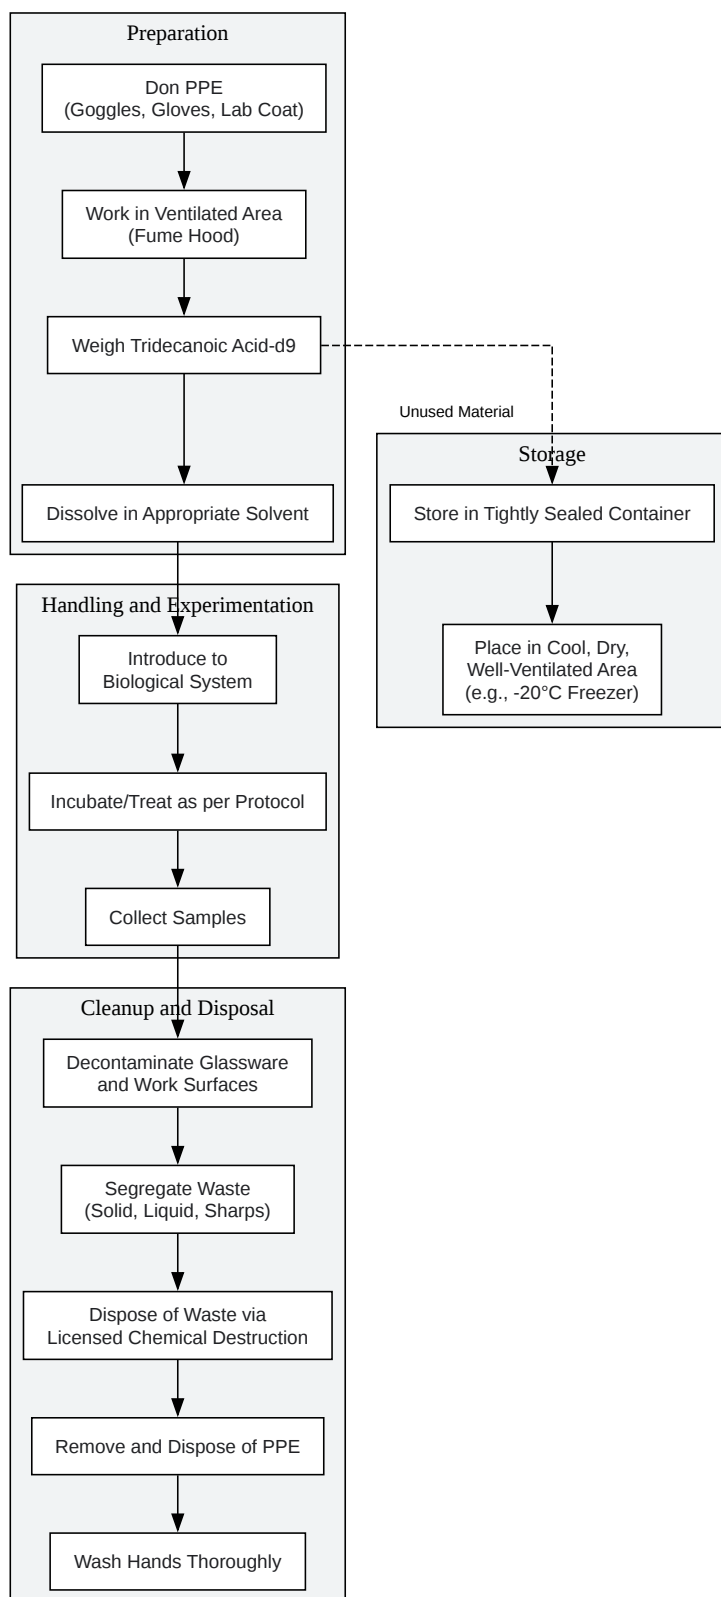 Preparation
Don PPE
(Goggles, Gloves, Lab Coat)
Work in Ventilated Area
(Fume Hood)
Weigh Tridecanoic Acid-d9
Dissolve in Appropriate Solvent
Unused Material
Storage
Store in Tightly Sealed Container
Place in Cool, Dry,
Well-Ventilated Area
(e.g., -20°C Freezer)
Handling and Experimentation
Introduce to
Biological System
Incubate/Treat as per Protocol
Collect Samples
Cleanup and Disposal
Decontaminate Glassware
and Work Surfaces
Segregate Waste
(Solid, Liquid, Sharps)
Dispose of Waste via
Licensed Chemical Destruction
Remove and Dispose of PPE
Wash Hands Thoroughly